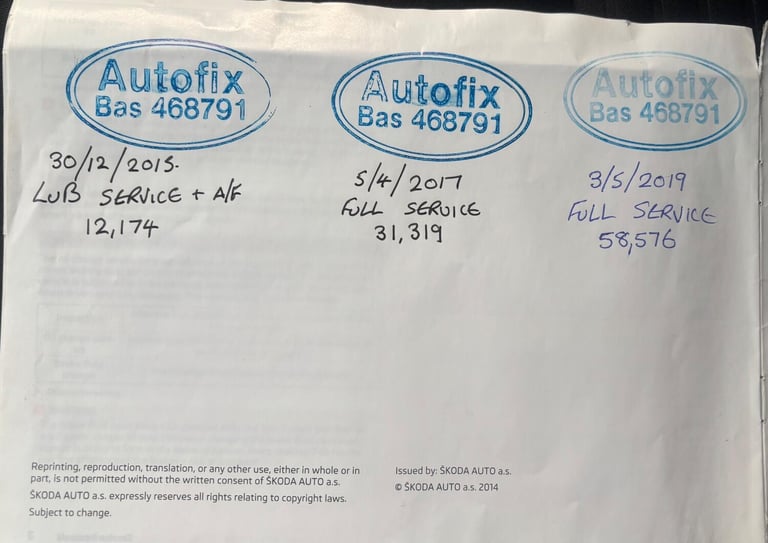 Autofix
Bas 468791
30/12/2015.
LUB SERVICE + A/F
12,174
Autofix
Bas 468791
5/4/2017
FULL SERVICE
31,319
Autofix
Bas 468791
3/5/2019
FULL SERVICE
58,576
Reprinting, reproduction, translation, or any other use, either in whole or in
part, is not permitted without the written consent of ŠKODA AUTO a.s.
ŠKODA AUTO a.s. expressly reserves all rights relating to copyright laws.
Subject to change.
Issued by: ŠKODA AUTO a.s.
© ŠKODA AUTO a.s. 2014